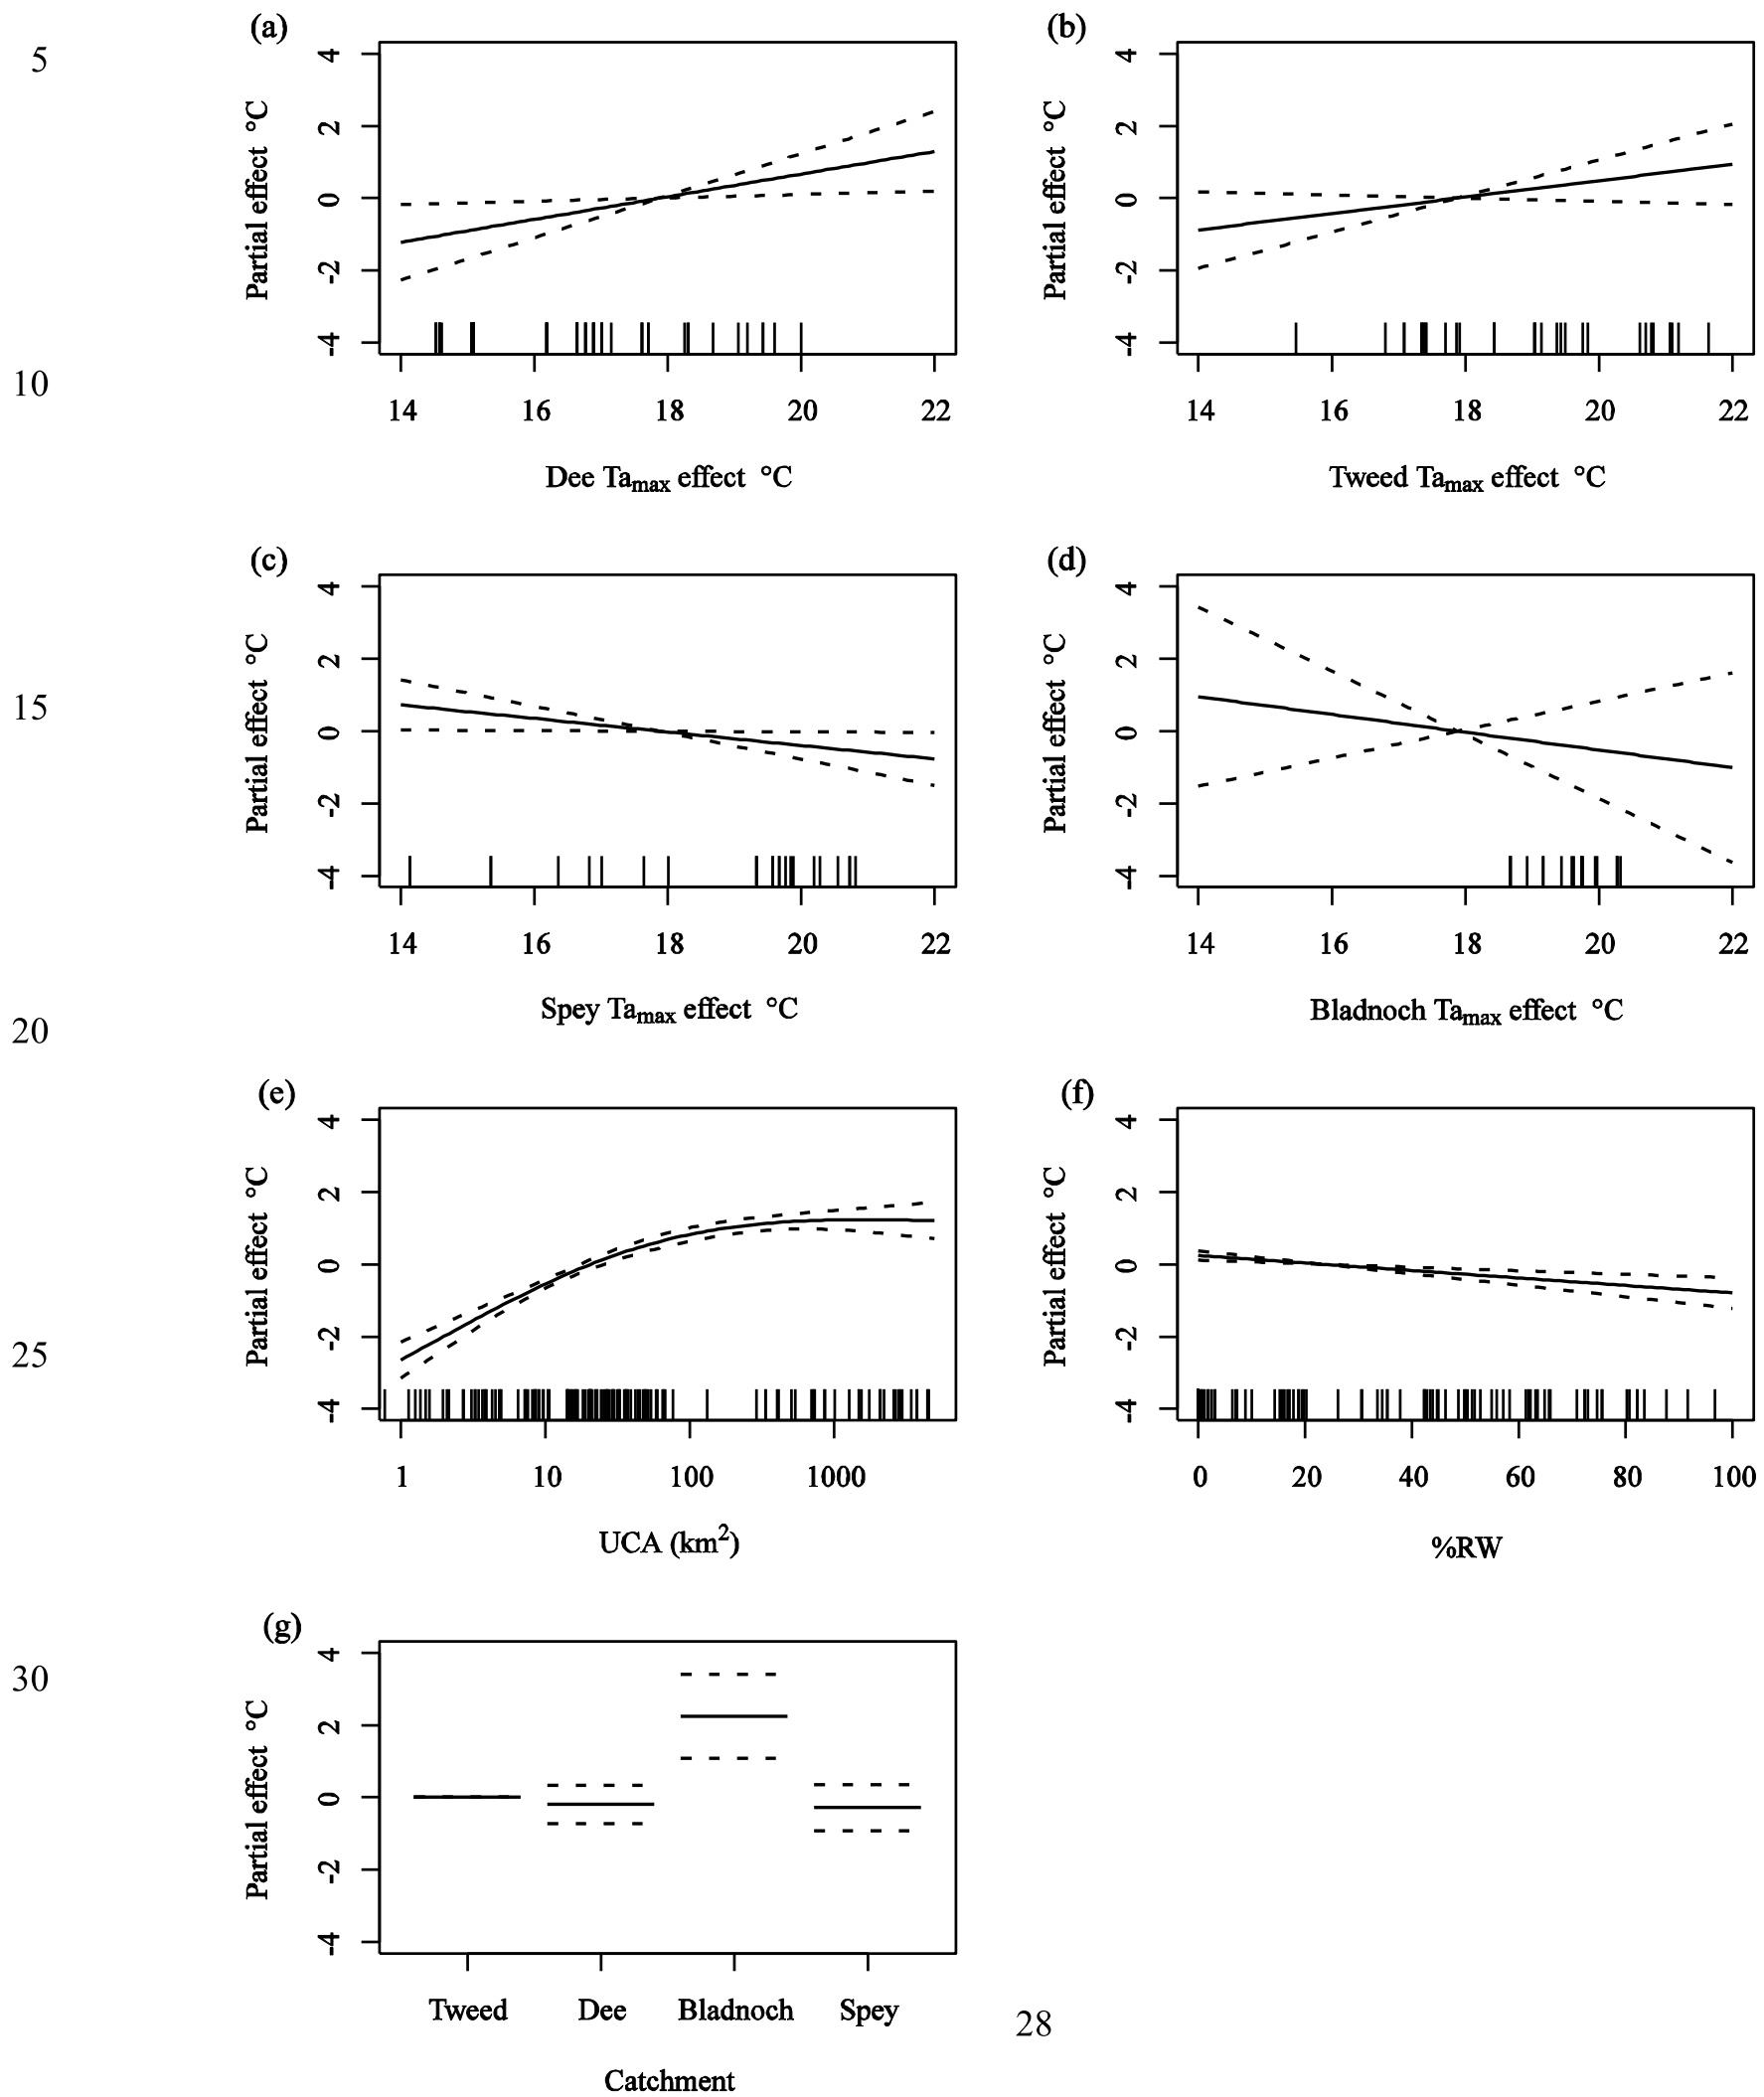 5
10
15
20
25
30
(a)
Partial effect °C
4
2
0
-2
-4
14 16 18 20 22
Dee Tamax effect °C
(b)
Partial effect °C
4
2
0
-2
-4
14 16 18 20 22
Tweed Tamax effect °C
(c)
Partial effect °C
4
2
0
-2
-4
14 16 18 20 22
Spey Tamax effect °C
(d)
Partial effect °C
4
2
0
-2
-4
14 16 18 20 22
Bladnoch Tamax effect °C
(e)
Partial effect °C
4
2
0
-2
-4
1 10 100 1000
UCA (km2)
(f)
Partial effect °C
4
2
0
-2
-4
0 20 40 60 80 100
%RW
(g)
Partial effect °C
4
2
0
-2
-4
Tweed Dee Bladnoch Spey
Catchment
28